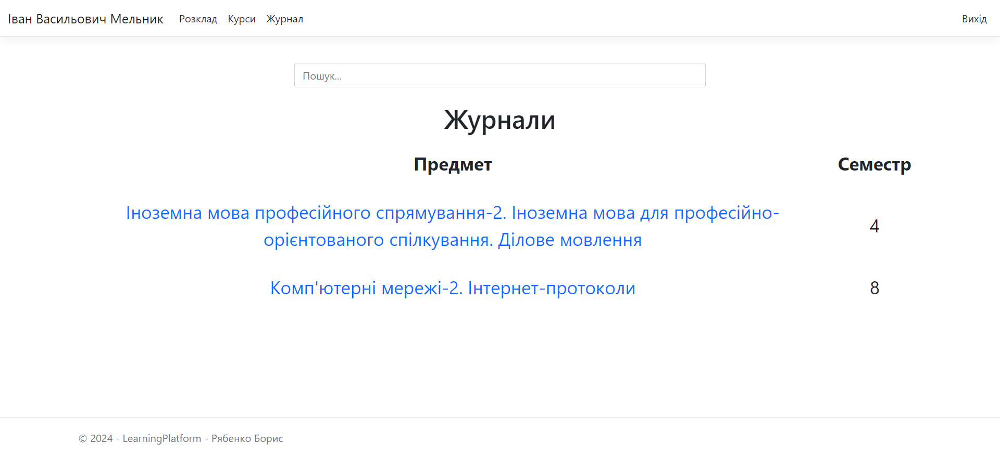 Іван Васильович Мельник Розклад Курси Журнал Вихід
Пошук...
Журнали
Предмет Семестр
Іноземна мова професійного спрямування-2. Іноземна мова для професійно-
орієнтованого спілкування. Ділове мовлення 4
Комп'ютерні мережі-2. Інтернет-протоколи 8
© 2024 - LearningPlatform - Рябенко Борис